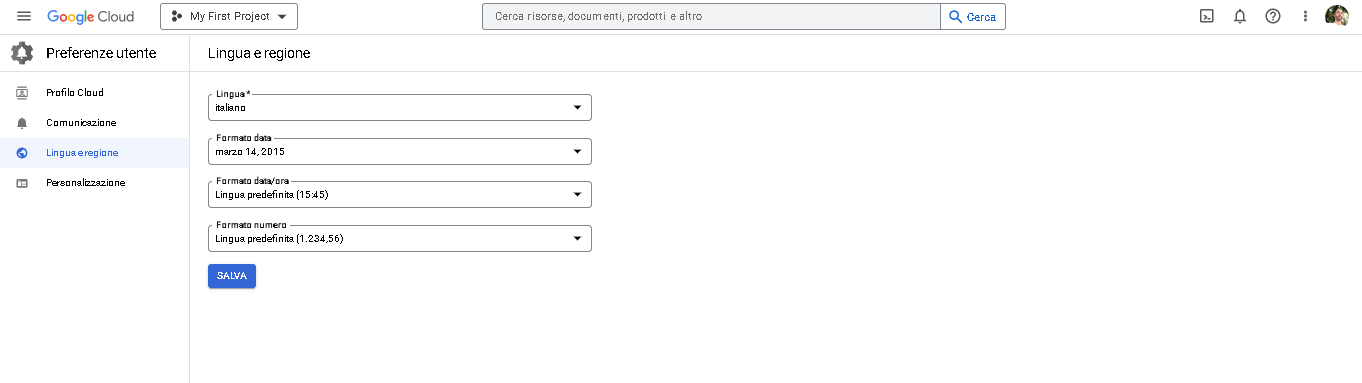 Google Cloud
My First Project
Cerca risorse, documenti, prodotti e altro
Cerca
Preferenze utente
Lingua e regione
Profilo Cloud
Comunicazione
Lingua e regione
Personalizzazione
Lingua *
italiano
Formato data
marzo 14, 2015
Formato data/ora
Lingua predefinita (15:45)
Formato numero
Lingua predefinita (1.234,56)
SALVA